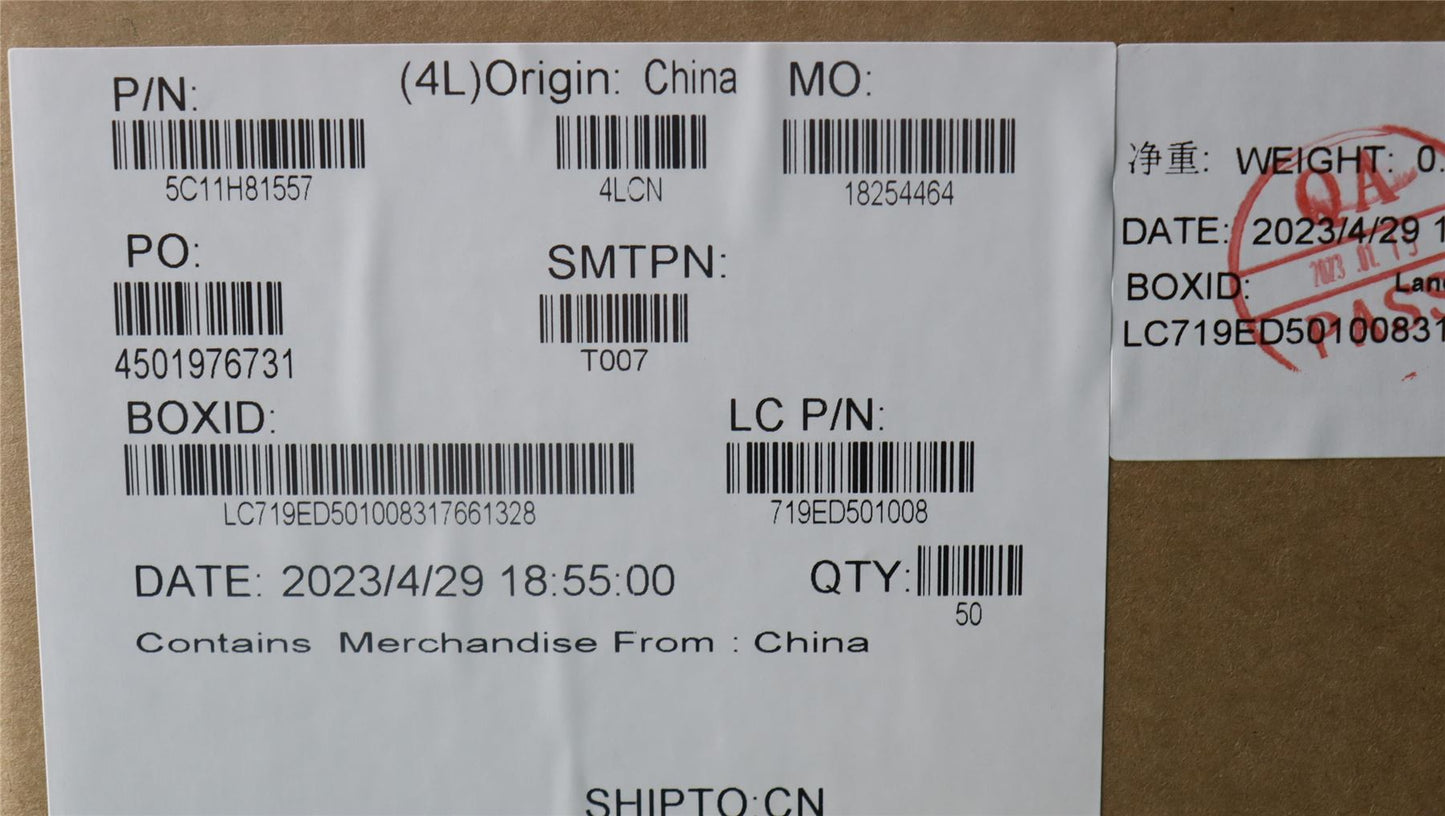 P/N: (4L)Origin: China MO:
5C11H81557 4LCN 18254464
PO: SMTPN:
4501976731 T007
BOXID: LC P/N:
LC719ED501008317661328 719ED501008
DATE: 2023/4/29 18:55:00 QTY:
50
Contains Merchandise From : China
SHIPTO:CN
净重: WEIGHT: 0.
DATE: 2023/4/29 1
BOXID:
LC719ED50100831
QA
PASS